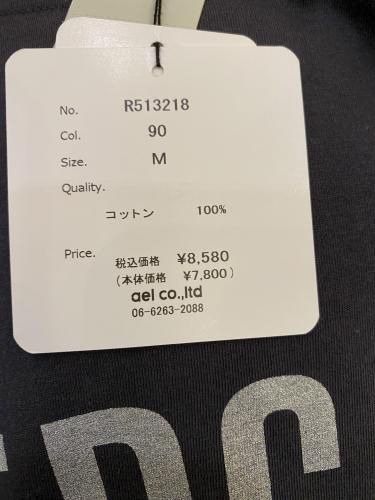 No. R513218
Col. 90
Size. M
Quality.
コットン 100%
Price.
税込価格 ¥8,580
(本体価格 ¥7,800)
ael co.,ltd
06-6263-2088